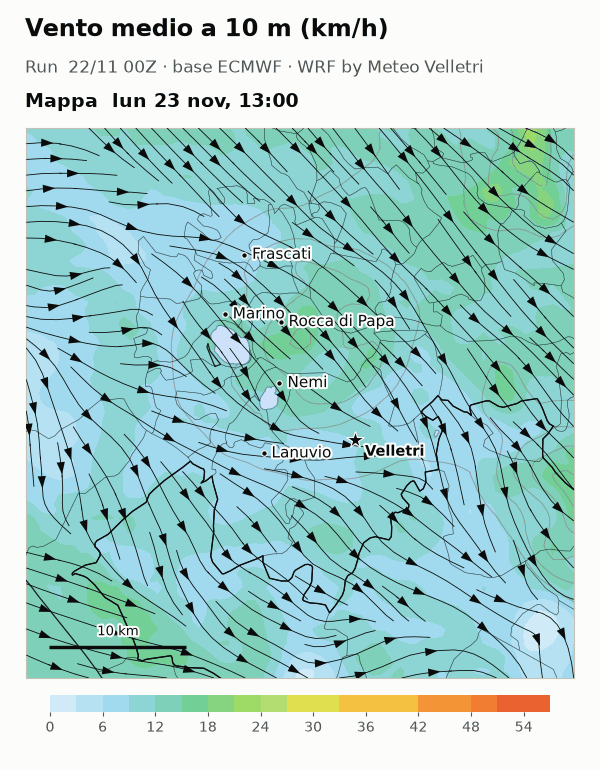 Vento medio a 10 m (km/h)
Run 22/11 00Z · base ECMWF · WRF by Meteo Velletri
Mappa lun 23 nov, 13:00
Frascati
Marino
Rocca di Papa
Nemi
Velletri
Lanuvio
10 km
0 6 12 18 24 30 36 42 48 54